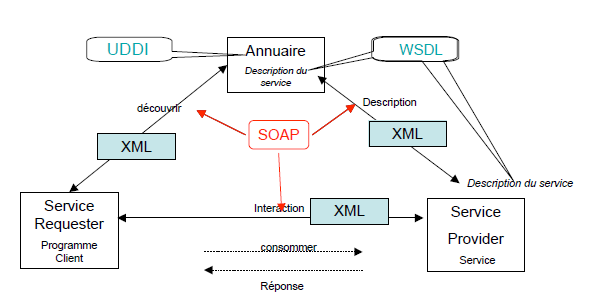 UDDI
Annuaire
Description du
service
WSDL
découvrir
Description
SOAP
XML
XML
Description du service
Service
Requester
Programme
Client
Interaction
XML
Service
Provider
Service
consommer
Réponse